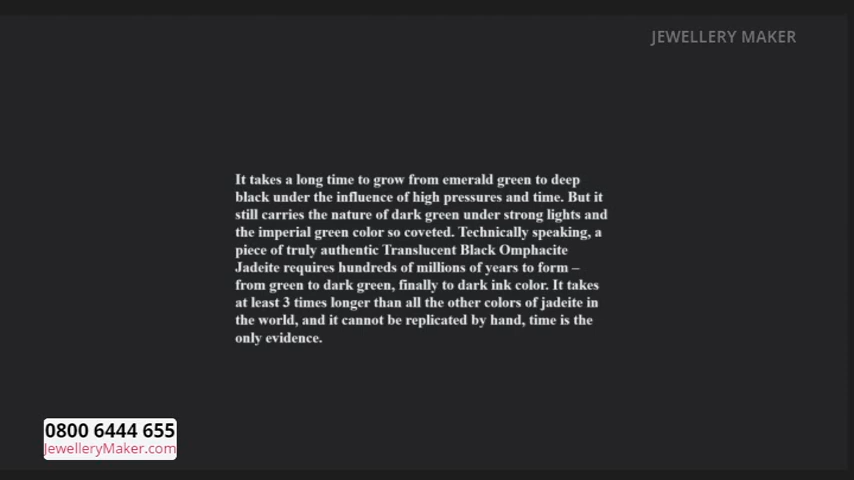 JEWELLERY MAKER
It takes a long time to grow from emerald green to deep
black under the influence of high pressures and time. But it
still carries the nature of dark green under strong lights and
the imperial green color so coveted. Technically speaking, a
piece of truly authentic Translucent Black Omphacite
Jadeite requires hundreds of millions of years to form –
from green to dark green, finally to dark ink color. It takes
at least 3 times longer than all the other colors of jadeite in
the world, and it cannot be replicated by hand, time is the
only evidence.
0800 6444 655
JewelleryMaker.com